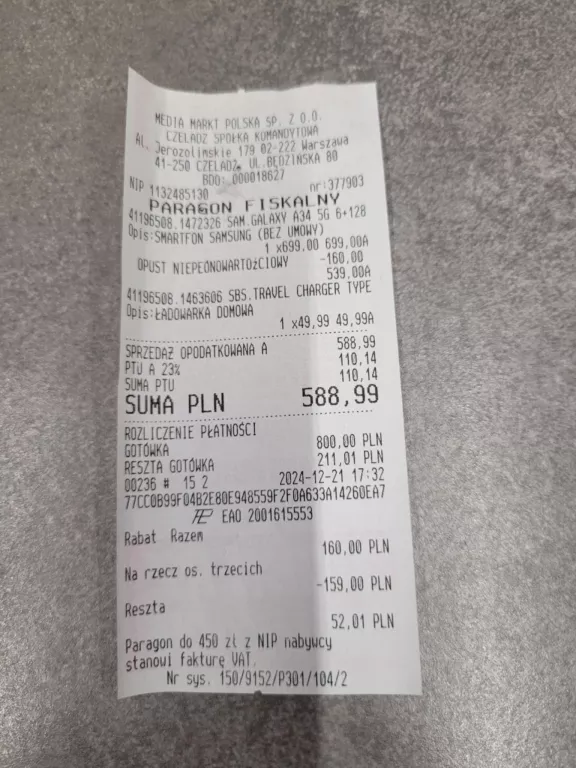 MEDIA MARKT POLSKA SP. Z O.O.
CZELADŹ SPÓŁKA KOMANDYTOWA
AL. Jerozolimskie 179 02-222 Warszawa
41-250 CZELADŹ, UL.BĘDZIŃSKA 80
BDO: 000018627
NIP 1132485130 nr:377903
PARAGON FISKALNY
41196508.1472326 SAM.GALAXY A34 5G 6+128
Opis:SMARTFON SAMSUNG (BEZ UMOWY)
1 x699.00 699,00A
OPUST NIEPEŁNOWARTOŚCIOWY -160,00
539.00A
41196508.1463606 SBS.TRAVEL CHARGER TYPE
Opis:ŁADOWARKA DOMOWA
1 x49,99 49,99A
SPRZEDAŻ OPODATKOWANA A 588,99
PTU A 23% 110,14
SUMA PTU 110,14
SUMA PLN 588,99
ROZLICZENIE PŁATNOŚCI
GOTÓWKA 800,00 PLN
RESZTA GOTÓWKA 211,01 PLN
00236 # 15 2 2024-12-21 17:32
77CC0B99F04B2E80E948559F2F0A633A14260EA7
EAO 2001615553
Rabat Razem
160,00 PLN
Na rzecz os. trzecich
-159,00 PLN
Reszta
52,01 PLN
Paragon do 450 zł z NIP nabywcy
stanowi fakturę VAT.
Nr sys. 150/9152/P301/104/2